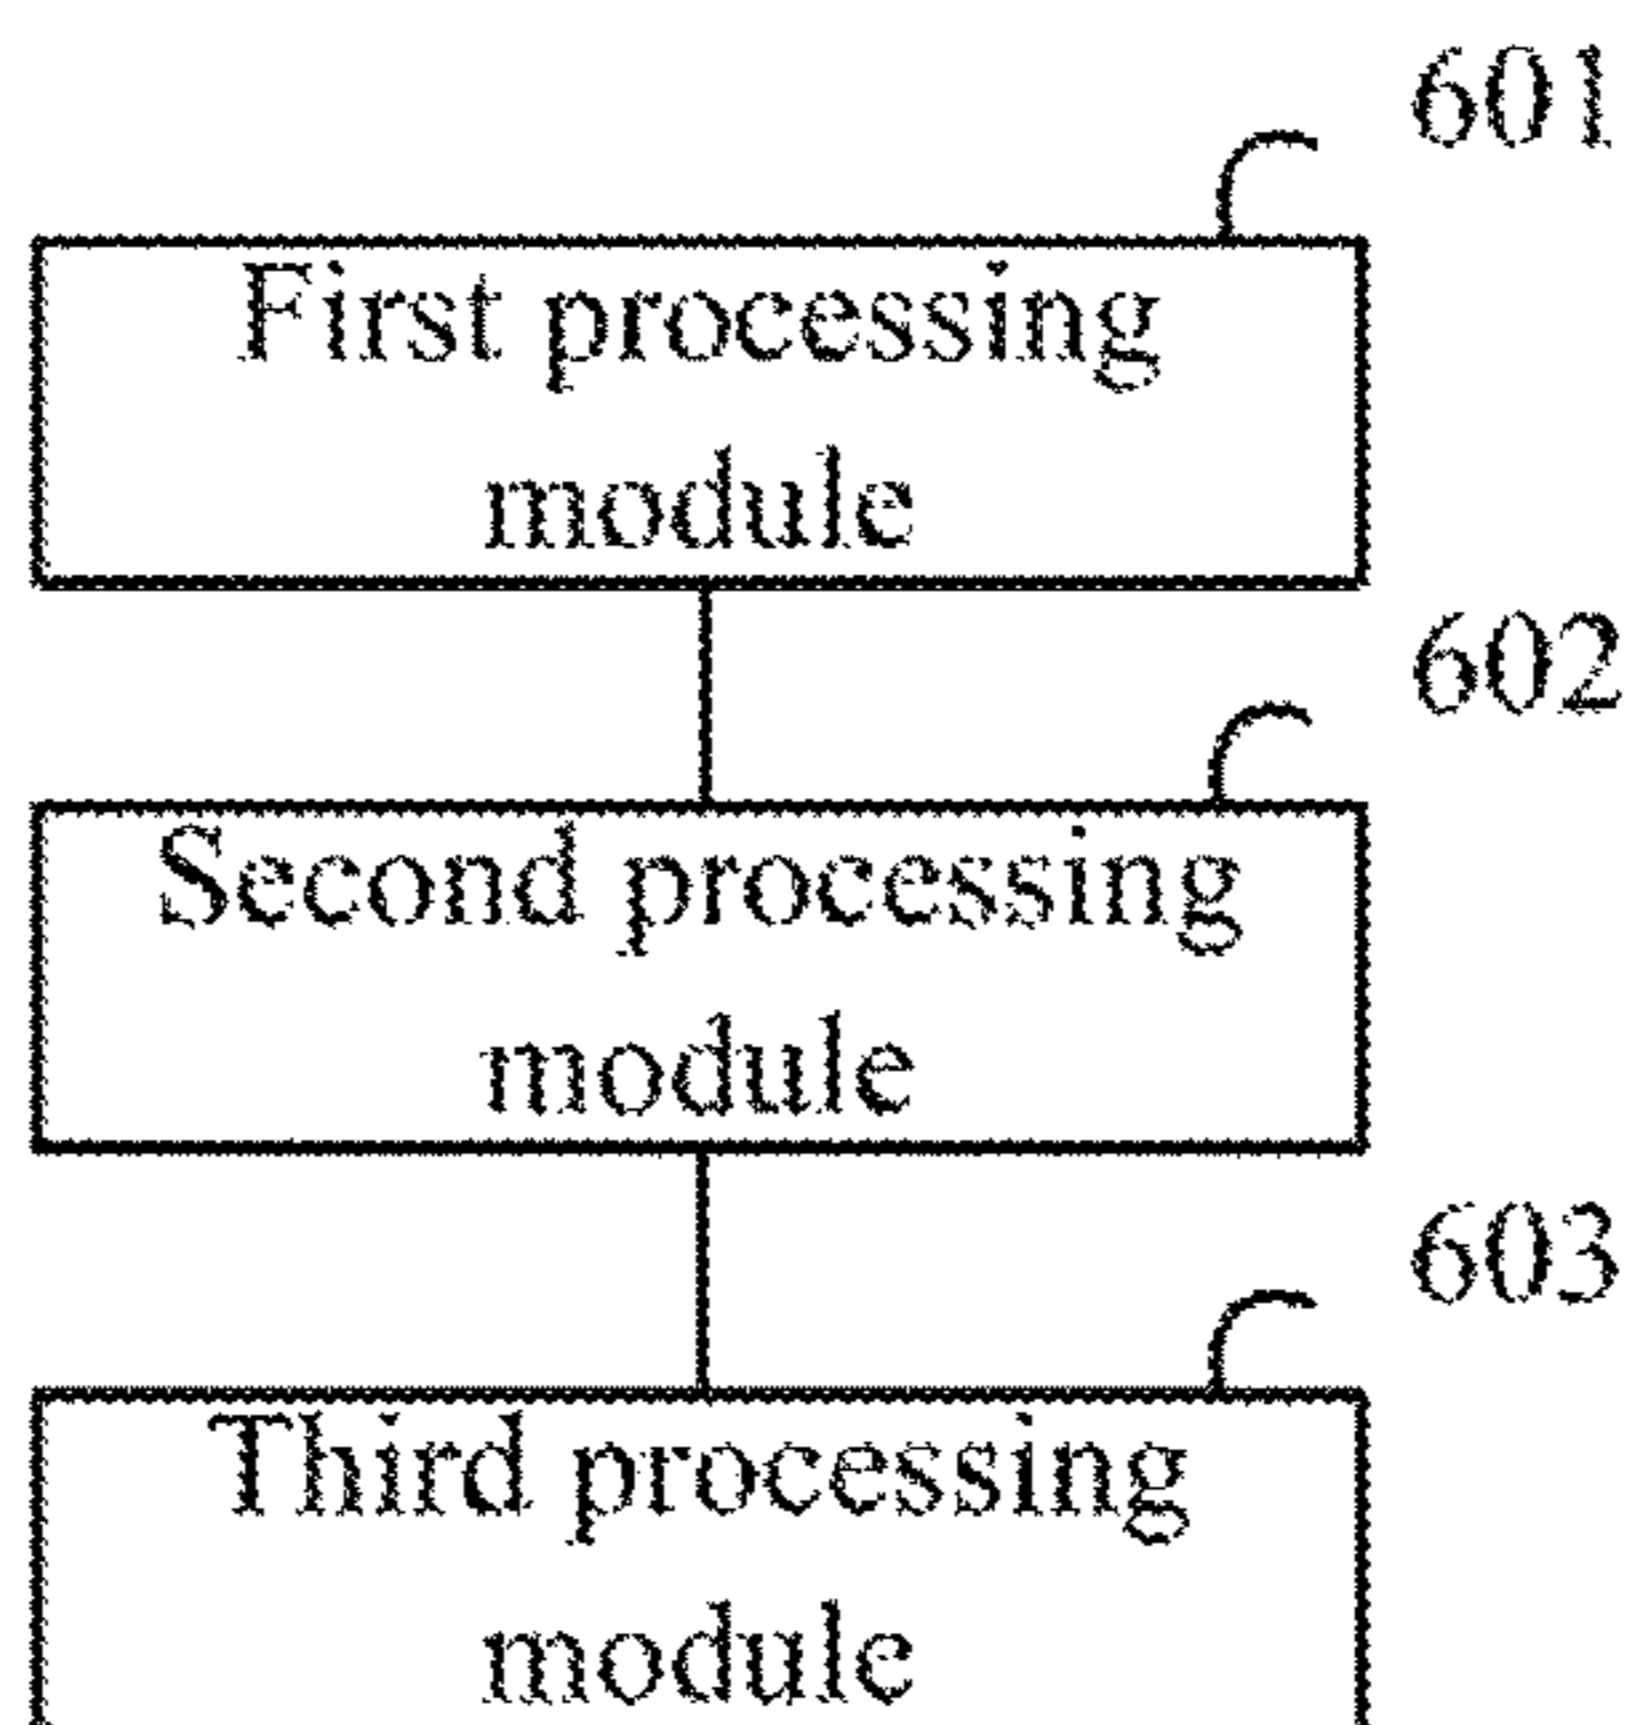 601
First processing
module
602
Second processing
module
603
Third processing
module